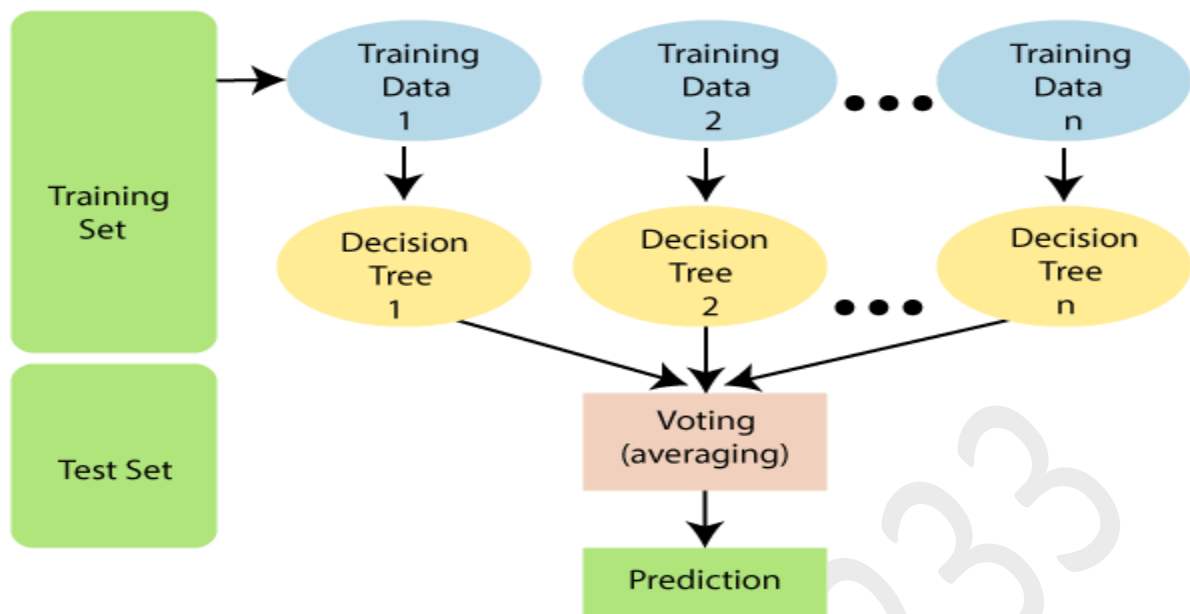 Training
Set
Test Set
Training
Data
1
Training
Data
2
Training
Data
n
Decision
Tree
1
Decision
Tree
2
Decision
Tree
n
Voting
(averaging)
Prediction
033